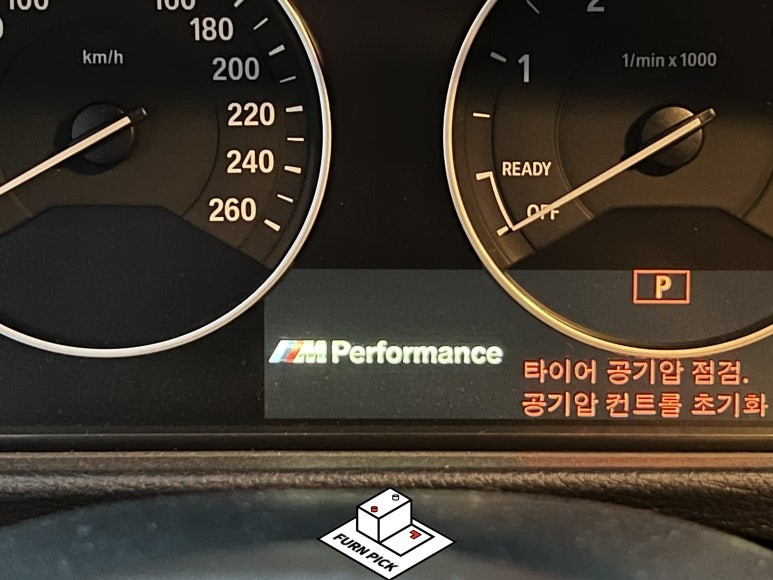 160
180
200
220
240
260
km/h
2
1
1/min x 1000
READY
OFF
P
M Performance
타이어 공기압 점검.
공기압 컨트롤 초기화
FURN PICK